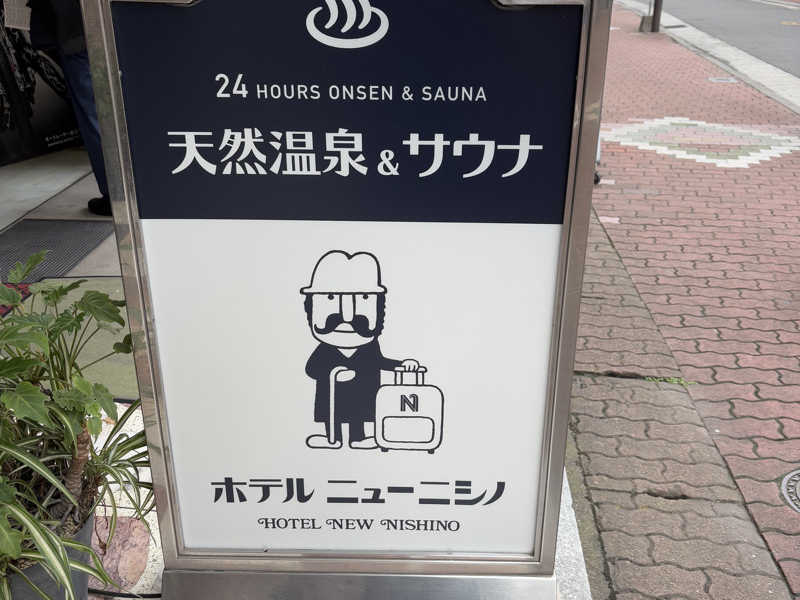 24 HOURS ONSEN & SAUNA
天然温泉&サウナ
N
ホテル ニューニシノ
HOTEL NEW NISHINO